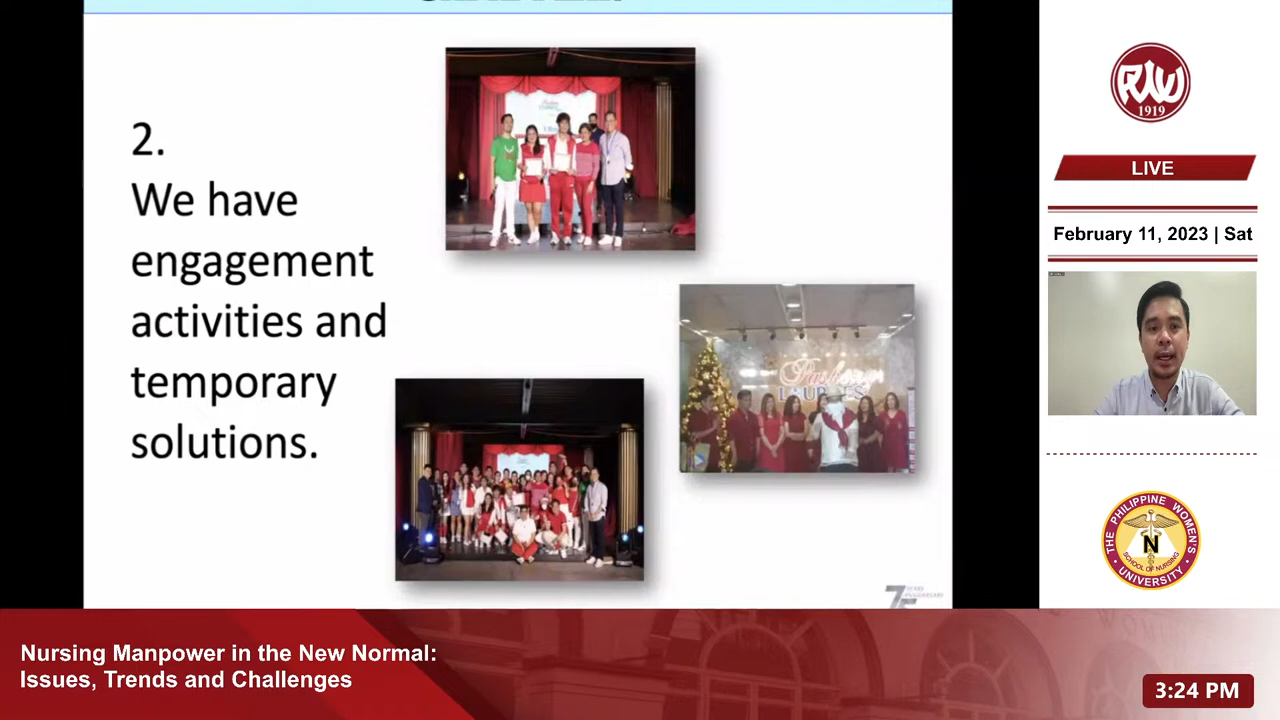 2.
We have
engagement
activities and
temporary
solutions.
LOURDES
1919
LIVE
February 11, 2023 | Sat
THE PHILIPPINE WOMEN'S
UNIVERSITY
SCHOOL OF NURSING
N
Nursing Manpower in the New Normal:
Issues, Trends and Challenges
3:24 PM